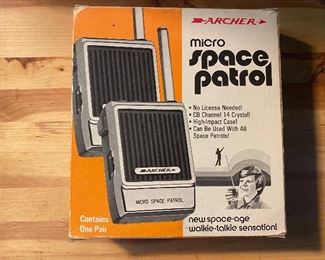 ARCHER
micro
space
patrol
• No License Needed!
• CB Channel 14 Crystal!
• High-Impact Case!
• Can Be Used With All
Space Patrols!
ARCHER
MICRO SPACE PATROL
Contains
One Pair
new space-age
walkie-talkie sensation!